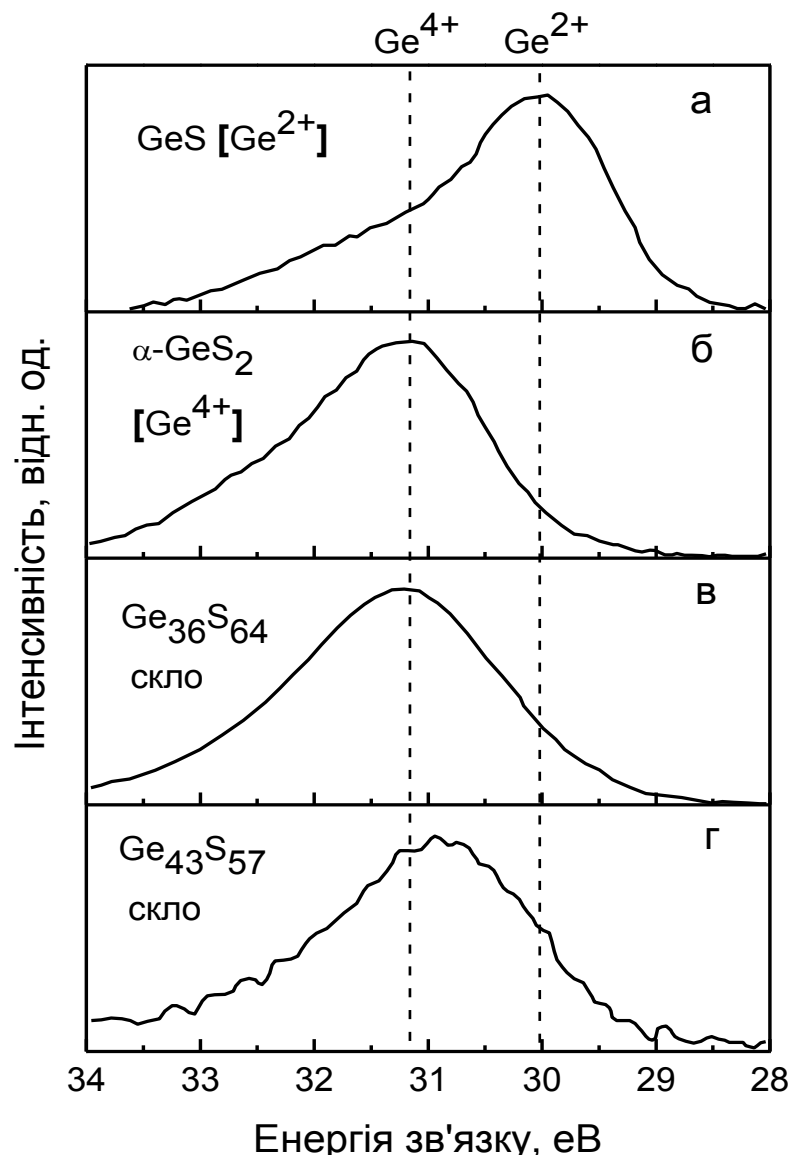 Ge4+ Ge2+
а
GeS [Ge2+]
б
α-GeS2
[Ge4+]
в
Ge36S64
скло
г
Ge43S57
скло
Інтенсивність, відн. од.
34 33 32 31 30 29 28
Енергія зв'язку, еВ